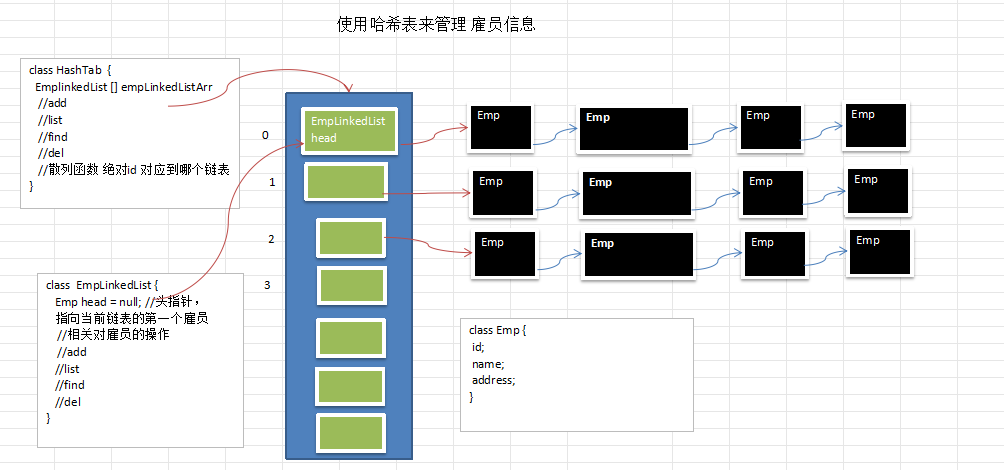 使用哈希表来管理 雇员信息
class HashTab {
EmplinkedList [] empLinkedListArr
//add
//list
//find
//del
//散列函数 绝对id 对应到哪个链表
}
0
1
2
3
EmpLinkedList
head
Emp
Emp
Emp
Emp
Emp
Emp
Emp
Emp
Emp
Emp
Emp
Emp
class EmpLinkedList {
Emp head = null; //头指针，
指向当前链表的第一个雇员
//相关对雇员的操作
//add
//list
//find
//del
}
class Emp {
id;
name;
address;
}